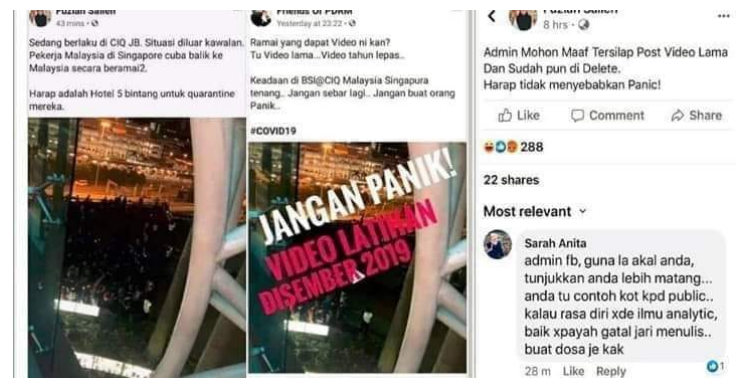 43 mins
Sedang berlaku di CIQ JB. Situasi diluar kawalan.
Pekerja Malaysia di Singapore cuba balik ke
Malaysia secara beramai2.
Harap adalah Hotel 5 bintang untuk quarantine
mereka.
Friends Of PDRM
Yesterday at 23:22
Ramai yang dapat Video ni kan?
Tu Video lama...Video tahun lepas..
Keadaan di BSI@CIQ Malaysia Singapura
tenang.. Jangan sebar lagi.. Jangan buat orang
Panik..
#COVID19
JANGAN PANIK!
VIDEO LATIHAN
DISEMBER 2019
8 hrs
Admin Mohon Maaf Tersilap Post Video Lama
Dan Sudah pun di Delete.
Harap tidak menyebabkan Panic!
Like Comment Share
288
22 shares
Most relevant
Sarah Anita
admin fb, guna la akal anda,
tunjukkan anda lebih matang...
anda tu contoh kot kpd public..
kalau rasa diri xde ilmu analytic,
baik xpayah gatal jari menulis..
buat dosa je kak
28 m Like Reply
1